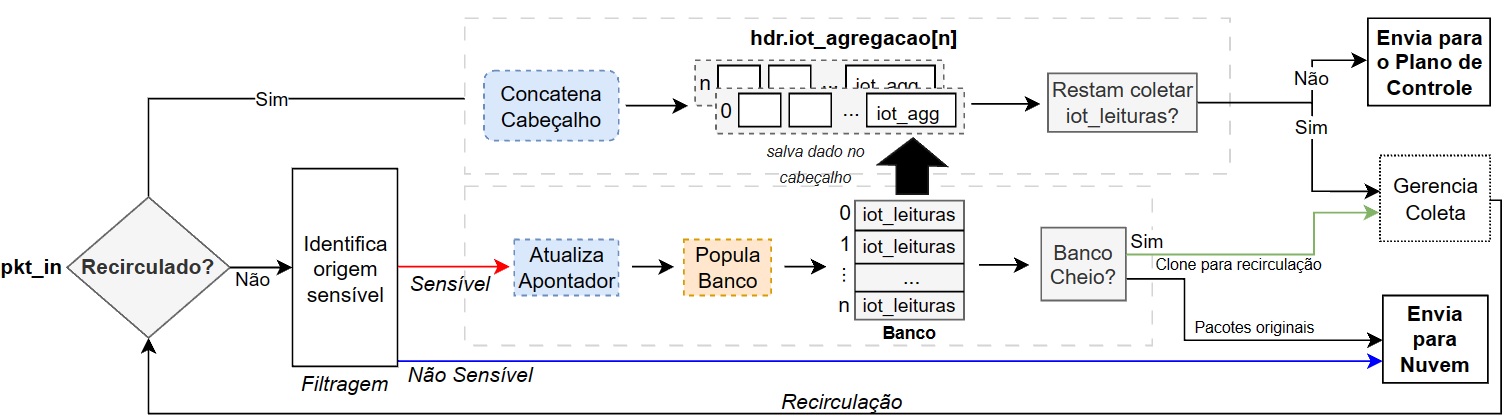 hdr.iot_agregacao[n]
Envia para
o Plano de
Controle
Sim
Concatena
Cabeçalho
n
...
iot_agg
0
...
iot_agg
Restam coletar
iot_leituras?
Não
Sim
salva dado no
cabeçalho
Gerencia
Coleta
pkt_in
Recirculado?
Não
Identifica
origem
sensível
Filtragem
Sensível
Não Sensível
Atualiza
Apontador
Popula
Banco
0
iot_leituras
1
iot_leituras
⋮
...
n
iot_leituras
Banco
Banco
Cheio?
Sim
Clone para recirculação
Pacotes originais
Envia
para
Nuvem
Recirculação